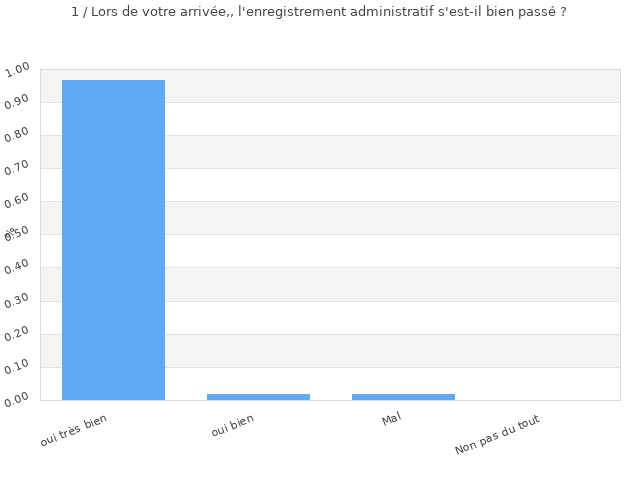 1 / Lors de votre arrivée,, l'enregistrement administratif s'est-il bien passé ?
1.00
0.90
0.80
0.70
0.60
0.50
0.40
0.30
0.20
0.10
0.00
oui très bien
oui bien
Mal
Non pas du tout